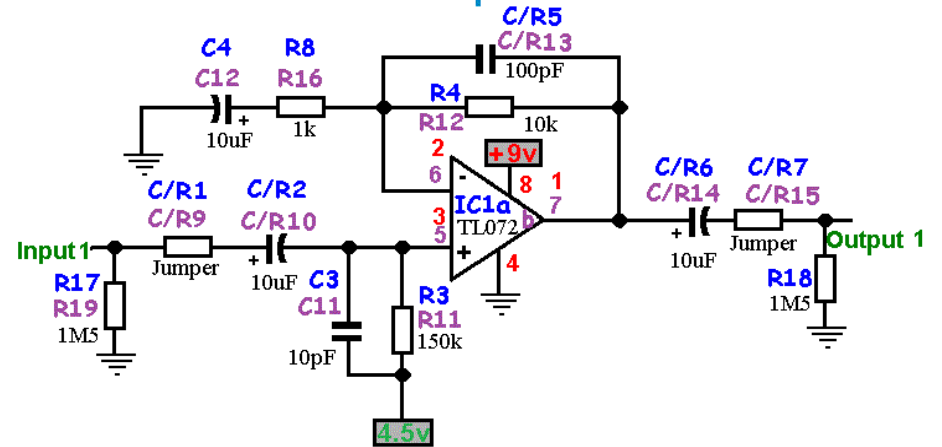 C/R5
C/R13
100pF
C4
C12
10uF
+
R8
R16
1k
R4
R12
10k
+9v
2
6
-
8
1
7
IC1a
b
TL072
3
5
+
4
C/R6
C/R14
+
10uF
C/R7
C/R15
Jumper
Output 1
R18
1M5
Input1
C/R1
C/R9
Jumper
C/R2
C/R10
+
10uF
R17
R19
1M5
C3
C11
10pF
R3
R11
150k
4.5v